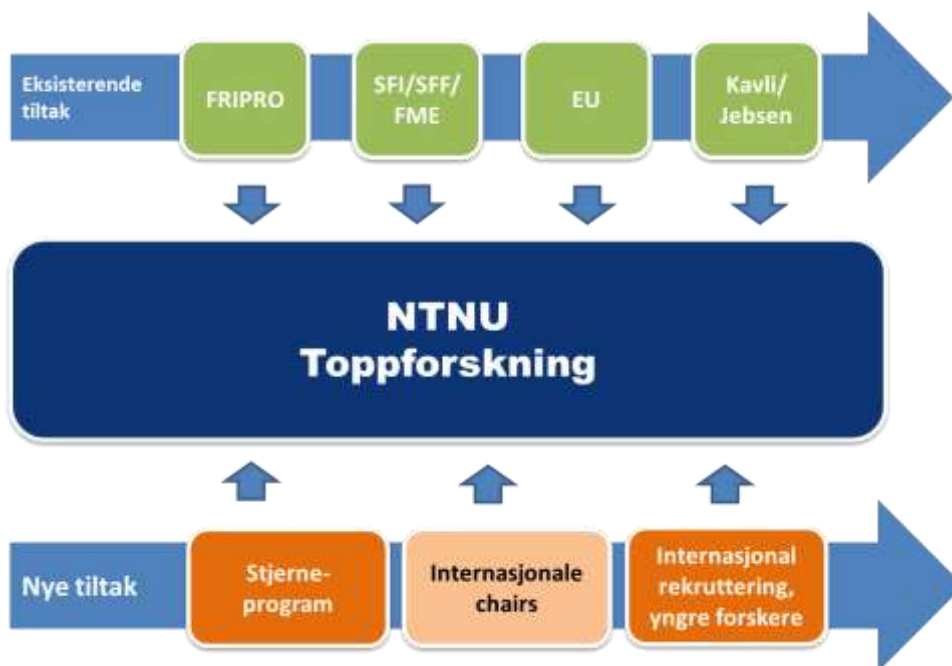 Eksisterende
tiltak
FRIPRO
SFI/SFF/
FME
EU
Kavli/
Jebsen
NTNU
Toppforskning
Nye tiltak
Stjerne-
program
Internasjonale
chairs
Internasjonal
rekruttering,
yngre forskere